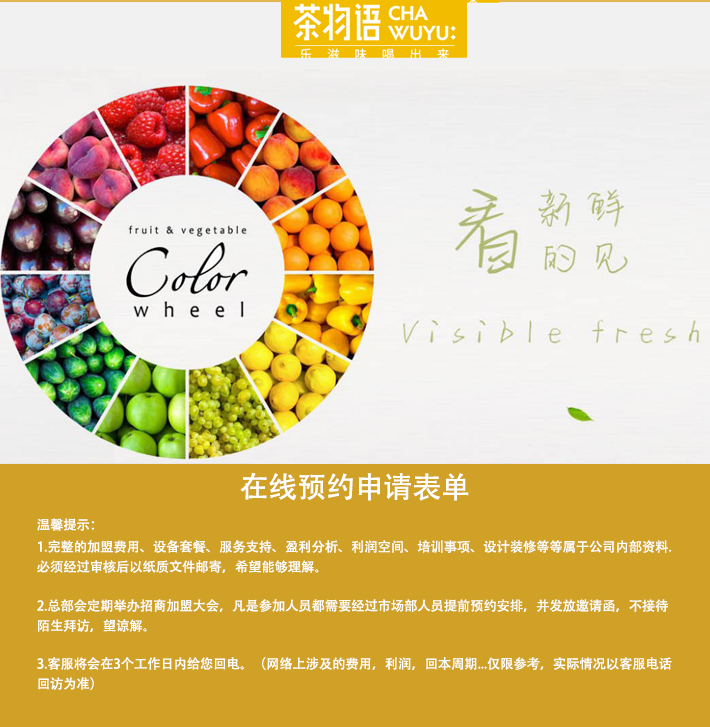 茶物语 CHA
WUYU:
乐滋味喝出来
fruit & vegetable
Color
wheel
看新鲜
的见
Visible fresh
在线预约申请表单
温馨提示：
1.完整的加盟费用、设备套餐、服务支持、盈利分析、利润空间、培训事项、设计装修等等属于公司内部资料.
必须经过审核后以纸质文件邮寄，希望能够理解。
2.总部会定期举办招商加盟大会，凡是参加人员都需要经过市场部人员提前预约安排，并发放邀请函，不接待
陌生拜访，望谅解。
3.客服将会在3个工作日内给您回电。（网络上涉及的费用，利润，回本周期...仅限参考，实际情况以客服电话
回访为准）